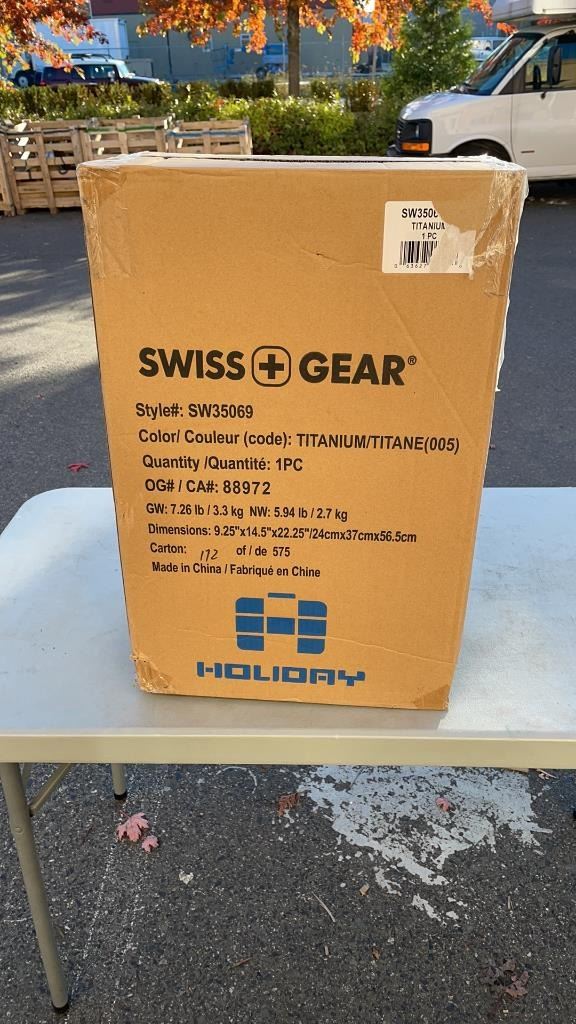 TITANIU
1 PC
SWISS GEAR®
Style#: SW35069
Color/ Couleur (code): TITANIUM/TITANE(005)
Quantity /Quantité: 1PC
OG# / CA#: 88972
GW: 7.26 lb / 3.3 kg NW: 5.94 lb / 2.7 kg
Dimensions: 9.25"x14.5"x22.25"/24cmx37cmx56.5cm
Carton: 172 of / de 575
Made in China / Fabriqué en Chine
HOLIDAY